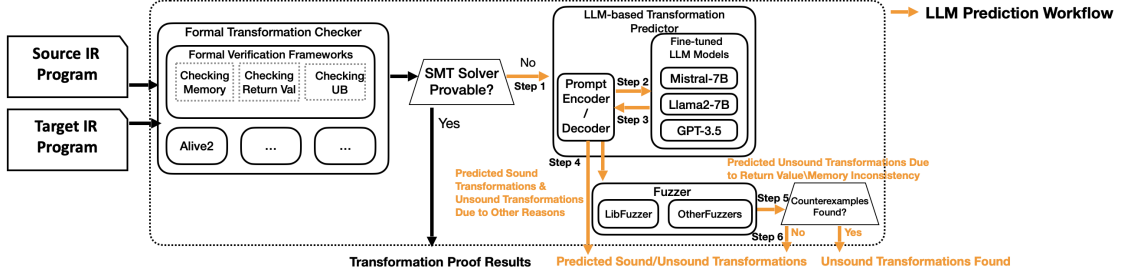 LLM Prediction Workflow
Source IR
Program
Target IR
Program
Formal Transformation Checker
Formal Verification Frameworks
Checking
Memory
Checking
Return Val
Checking
UB
Alive2
...
...
SMT Solver
Provable?
No
Step 1
Yes
LLM-based Transformation
Predictor
Prompt
Encoder
/
Decoder
Step 2
Step 3
Fine-tuned
LLM Models
Mistral-7B
Llama2-7B
GPT-3.5
Step 4
Predicted Sound
Transformations &
Unsound Transformations
Due to Other Reasons
Predicted Unsound Transformations Due
to Return Value\Memory Inconsistency
Fuzzer
LibFuzzer
OtherFuzzers
Step 5
Counterexamples
Found?
Step 6
No
Yes
Transformation Proof Results
Predicted Sound/Unsound Transformations
Unsound Transformations Found